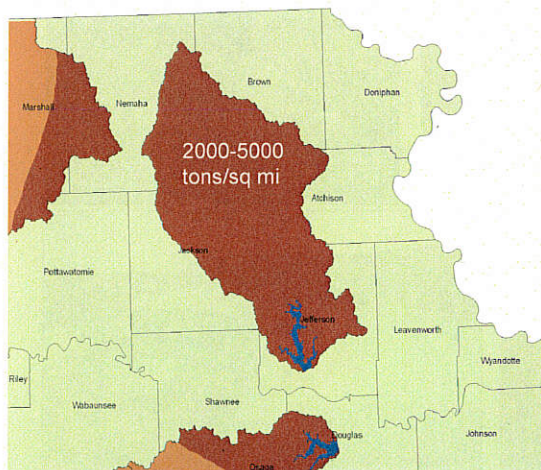 Brown
Doniphan
Marshall
Nemaha
2000-5000
tons/sq mi
Atchison
Jackson
Pottawatomie
Jefferson
Leavenworth
Wyandotte
Riley
Wabaunsee
Shawnee
Douglas
Johnson
Osage